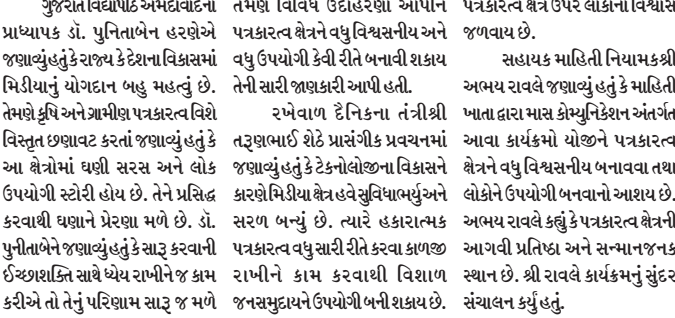 ગુજરાત વિદ્યાપીઠ અમદાવાદના
પ્રાધ્યાપક ડૉ. પુનિતાબેન હરણેએ
જણાવ્યું હતું કે રાજ્ય કે દેશના વિકાસમાં
મિડીયાનું યોગદાન બહુ મહત્વું છે.
તેમણે કૃષિ અને ગ્રામીણ પત્રકારત્વ વિશે
વિસ્તૃત છણાવટ કરતાં જણાવ્યું હતું કે
આ ક્ષેત્રોમાં ઘણી સરસ અને લોક
ઉપયોગી સ્ટોરી હોય છે. તેને પ્રસિદ્ધ
કરવાથી ઘણાને પ્રેરણા મળે છે. ડૉ.
પુનીતાબેને જણાવ્યું હતું કે સારૂ કરવાની
ઈચ્છાશક્તિ સાથે ધ્યેય રાખીને જ કામ
કરીએ તો તેનું પરિણામ સારૂ જ મળે
તેમણે વિવિધ ઉદાહરણો આપીને
પત્રકારત્વ ક્ષેત્રને વધુ વિશ્વસનીય અને
વધુ ઉપયોગી કેવી રીતે બનાવી શકાય
તેની સારી જાણકારી આપી હતી.
રખેવાળ દૈનિકના તંત્રીશ્રી
તરૂણભાઈ શેઠે પ્રાસંગીક પ્રવચનમાં
જણાવ્યું હતું કે ટેકનોલોજીના વિકાસને
કારણે મિડીયા ક્ષેત્ર હવે સુવિધાભર્યુ અને
સરળ બન્યું છે. ત્યારે હકારાત્મક
પત્રકારત્વ વધુ સારી રીતે કરવા કાળજી
રાખીને કામ કરવાથી વિશાળ
જનસમુદાયને ઉપયોગી બની શકાય છે.
પત્રકારત્વ ક્ષેત્ર ઉપર લોકોનો વિશ્વાસ
જળવાય છે.
સહાયક માહિતી નિયામકશ્રી
અભય રાવલે જણાવ્યું હતું કે માહિતી
ખાતા દ્વારા માસ કોમ્યુનિકેશન અંતર્ગત
આવા કાર્યક્રમો યોજીને પત્રકારત્વ
ક્ષેત્રને વધુ વિશ્વસનીય બનાવવા તથા
લોકોને ઉપયોગી બનવાનો આશય છે.
અભય રાવલે કહ્યું કે પત્રકારત્વ ક્ષેત્રની
આગવી પ્રતિષ્ઠા અને સન્માનજનક
સ્થાન છે. શ્રી રાવલે કાર્યક્રમનું સુંદર
સંચાલન કર્યું હતું.